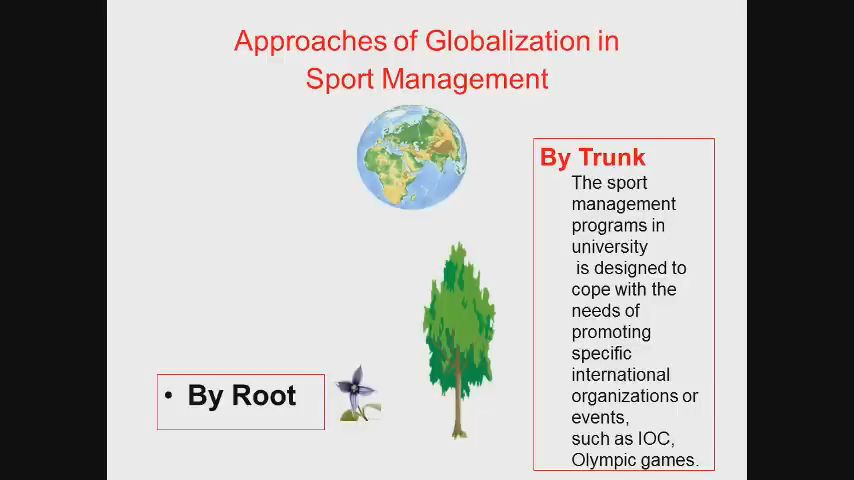 Approaches of Globalization in
Sport Management
By Trunk
The sport
management
programs in
university
is designed to
cope with the
needs of
promoting
specific
international
organizations or
events,
such as IOC,
Olympic games.
• By Root